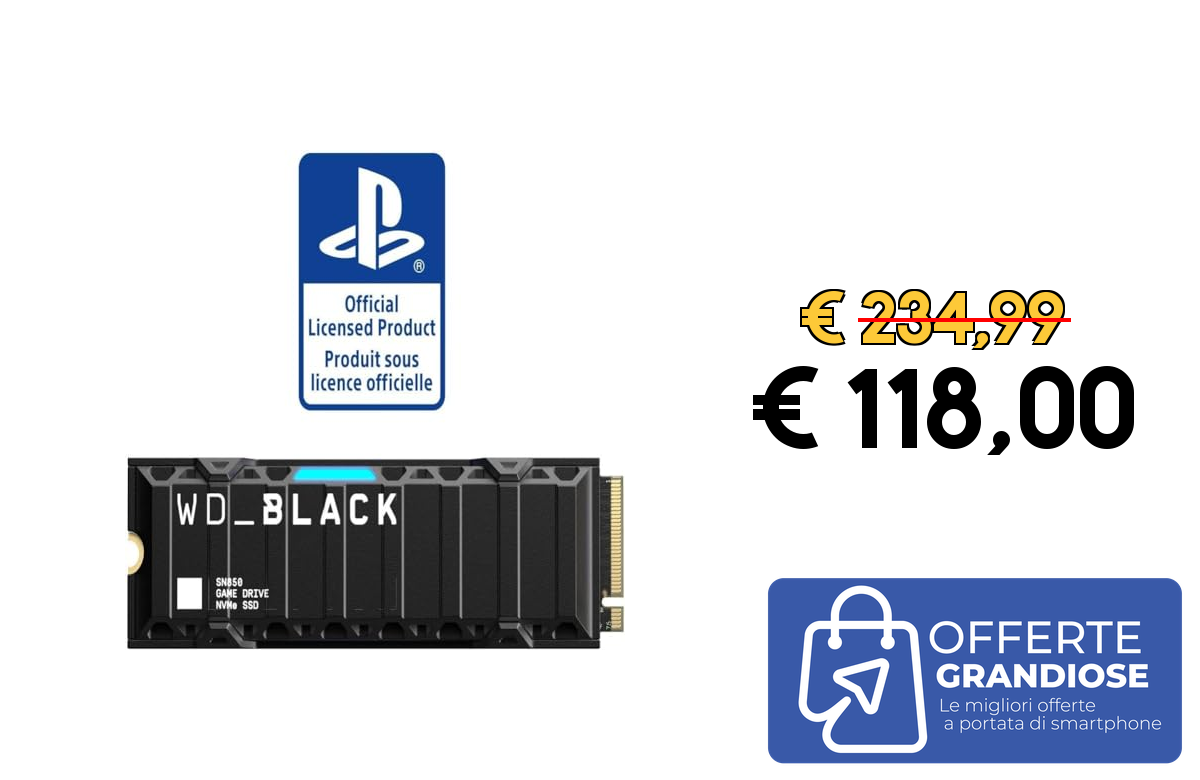 ®
Official
Licensed Product
Produit sous
licence officielle
€ 234,99
€ 118,00
WD_BLACK
SN850
GAME DRIVE
NVMe SSD
OFFERTE
GRANDIOSE
Le migliori offerte
a portata di smartphone